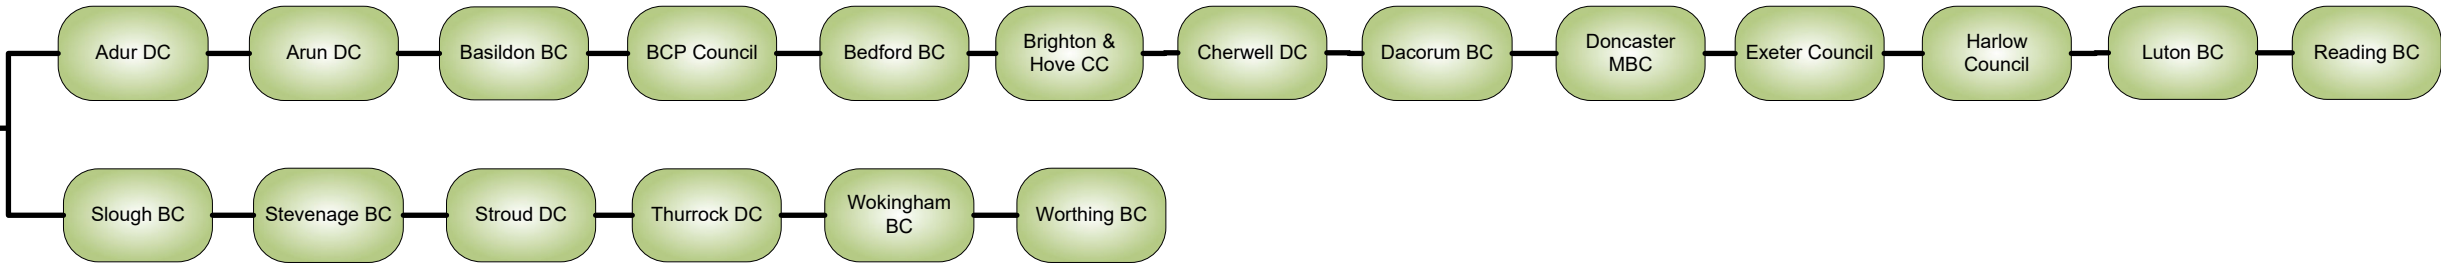 Adur DC
Arun DC
Basildon BC
BCP Council
Bedford BC
Brighton &
Hove CC
Cherwell DC
Dacorum BC
Doncaster
MBC
Exeter Council
Harlow
Council
Luton BC
Reading BC
Slough BC
Stevenage BC
Stroud DC
Thurrock DC
Wokingham
BC
Worthing BC